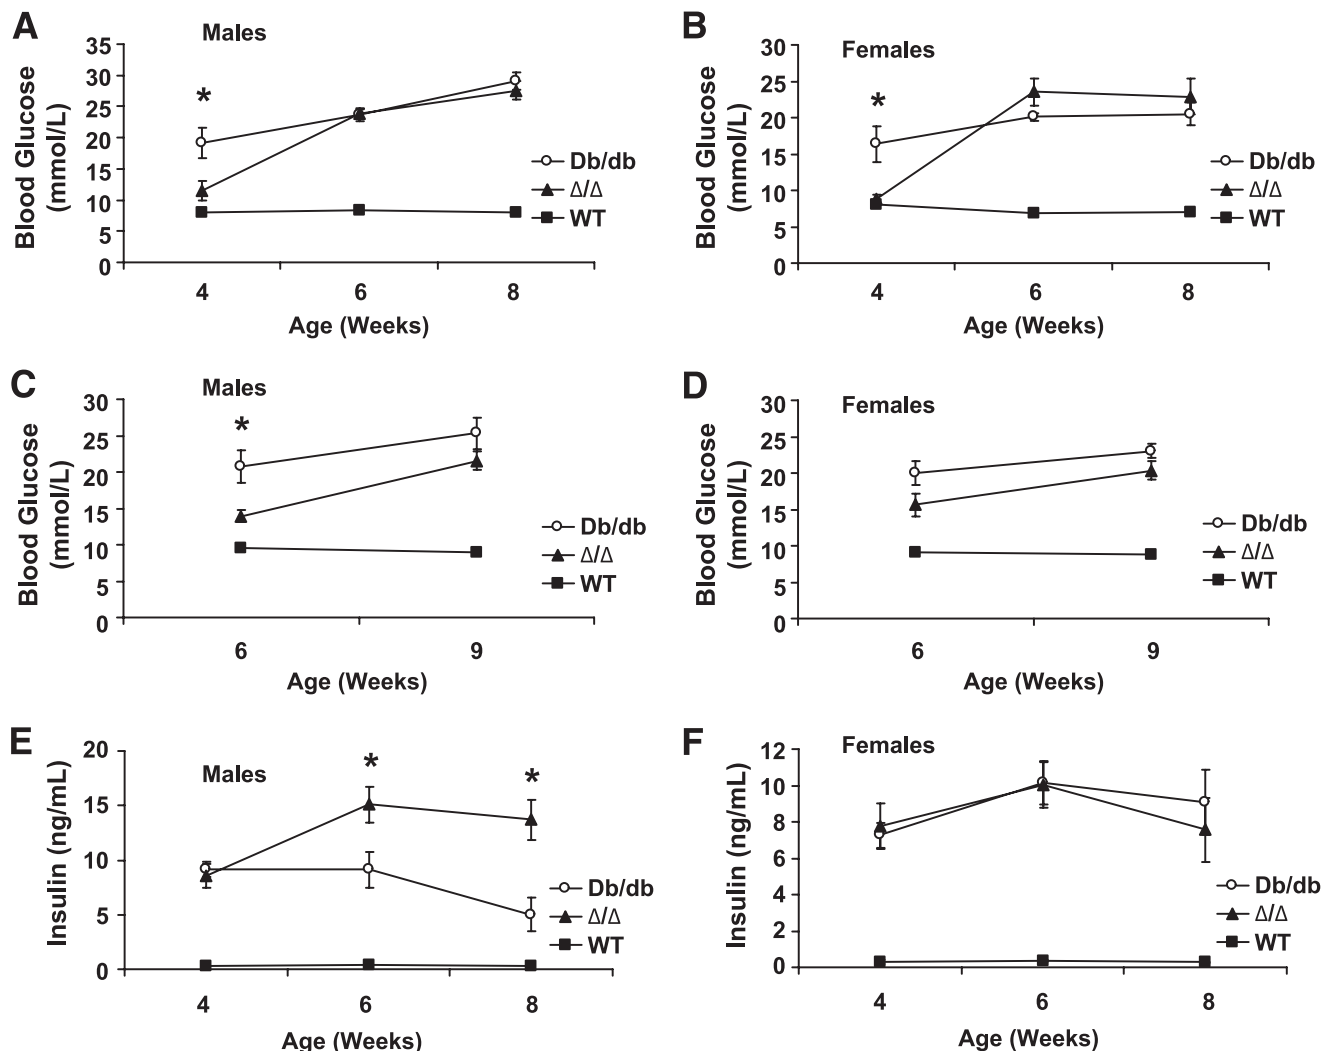 A
Males
Blood Glucose
(mmol/L)
35
30
25
20
15
10
5
0
*
Db/db
Δ/Δ
WT
4 6 8
Age (Weeks)
B
Females
Blood Glucose
(mmol/L)
30
25
20
15
10
5
0
*
Db/db
Δ/Δ
WT
4 6 8
Age (Weeks)
C
Males
Blood Glucose
(mmol/L)
30
25
20
15
10
5
0
*
Db/db
Δ/Δ
WT
6 9
Age (Weeks)
D
Females
Blood Glucose
(mmol/L)
30
25
20
15
10
5
0
Db/db
Δ/Δ
WT
6 9
Age (Weeks)
E
Males
Insulin (ng/mL)
20
15
10
5
0
* *
Db/db
Δ/Δ
WT
4 6 8
Age (Weeks)
F
Females
Insulin (ng/mL)
12
10
8
6
4
2
0
Db/db
Δ/Δ
WT
4 6 8
Age (Weeks)